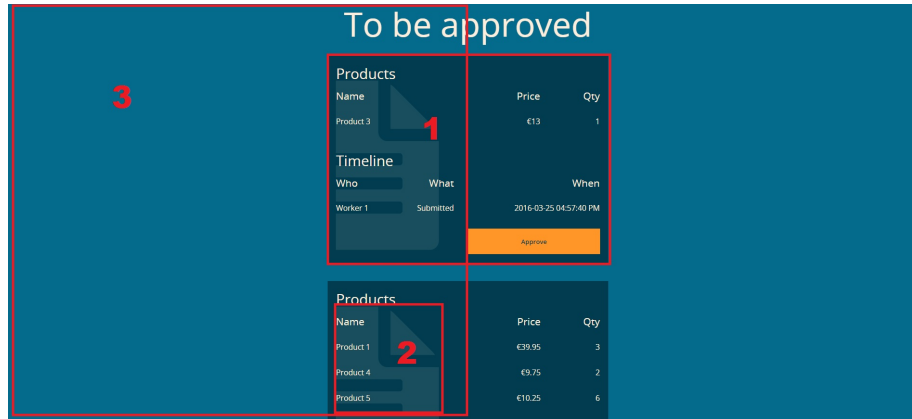 To be approved
3
Products
Name Price Qty
Product 3 €13 1
1
Timeline
Who What When
Worker 1 Submitted 2016-03-25 04:57:40 PM
Approve
Products
Name Price Qty
Product 1 €39.95 3
2
Product 4 €9.75 2
Product 5 €10.25 6